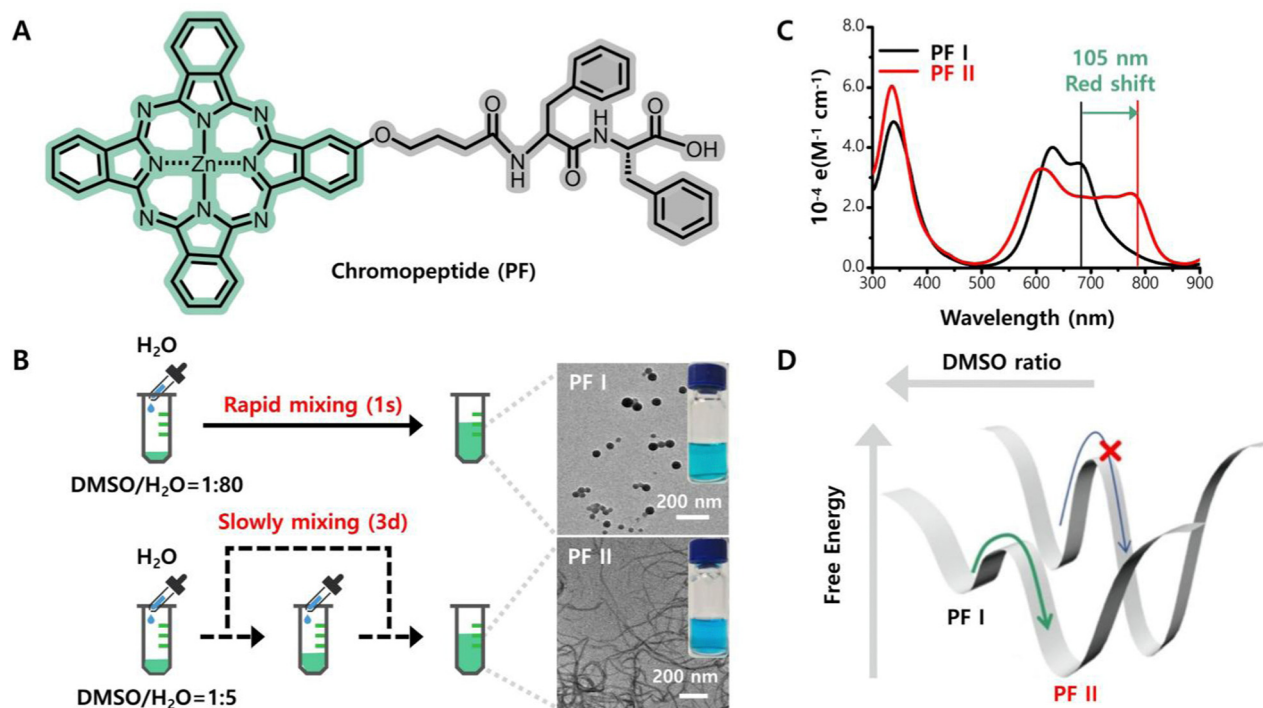 A
N
N
N
N
N
Zn
N
N
N
O
O
N
H
H
N
O
O
OH
Chromopeptide (PF)
B
H₂O
Rapid mixing (1s)
DMSO/H₂O=1:80
Slowly mixing (3d)
H₂O
DMSO/H₂O=1:5
PF I
200 nm
PF II
200 nm
C
8.0
6.0
4.0
2.0
0.0
10⁻⁴ e(M⁻¹ cm⁻¹)
PF I
PF II
105 nm
Red shift
300
400
500
600
700
800
900
Wavelength (nm)
D
DMSO ratio
Free Energy
PF I
PF II